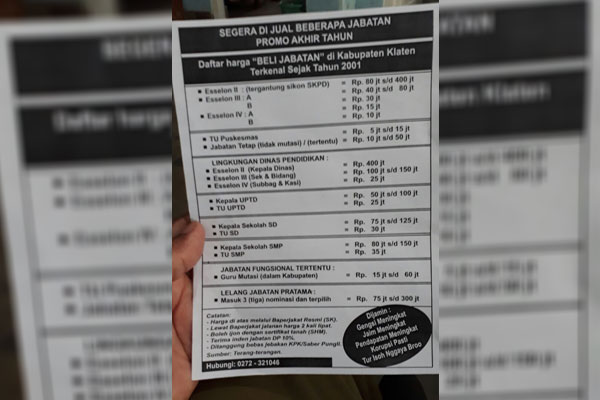 SEGERA DI JUAL BEBERAPA JABATAN
PROMO AKHIR TAHUN
Daftar harga "BELI JABATAN" di Kabupaten Klaten
Terkenal Sejak Tahun 2001
Esselon II : (tergantung sikon SKPD) = Rp. 80 jt s/d 400 jt
Esselon III : A = Rp. 40 jt s/d 80 jt
B = Rp. 30 jt
Esselon IV : A = Rp. 15 jt
B = Rp. 10 jt
TU Puskesmas = Rp. 5 jt s/d 15 jt
Jabatan Tetap (tidak mutasi) / (tertentu) = Rp. 10 jt s/d 50 jt
LINGKUNGAN DINAS PENDIDIKAN :
Esselon II (Kepala Dinas) = Rp. 400 jt
Esselon III (Sek & Bidang) = Rp. 100 jt s/d 150 jt
Esselon IV (Subbag & Kasi) = Rp. 25 jt
Kepala UPTD = Rp. 50 jt s/d 100 jt
TU UPTD = Rp. 25 jt
Kepala Sekolah SD = Rp. 75 jt s/d 125 jt
TU SD = Rp. 30 jt
Kepala Sekolah SMP = Rp. 80 jt s/d 150 jt
TU SMP = Rp. 35 jt
JABATAN FUNGSIONAL TERTENTU :
Guru Mutasi (dalam Kabupaten) = Rp. 15 jt s/d 60 jt
LELANG JABATAN PRATAMA :
Masuk 3 (tiga) nominasi dan terpilih = Rp. 75 jt s/d 300 jt
Catatan:
- Harga di atas melalui Baperjakat Resmi (SK).
- Lewat Baperjakat jalanan harga 2 kali lipat.
- Boleh ijon dengan sertifikat tanah (SHM).
- Terima inden jabatan DP 10%.
- Ditanggung bebas jebakan KPK/Saber Pungli
Sumber: Terang-terangan.
Hubungi: 0272 - 321046
Dijamin :
Gengsi Meningkat
Jaim Meningkat
Pendapatan Meningkat
Korupsi Pasti
Tur Isoh Nggaya Broo